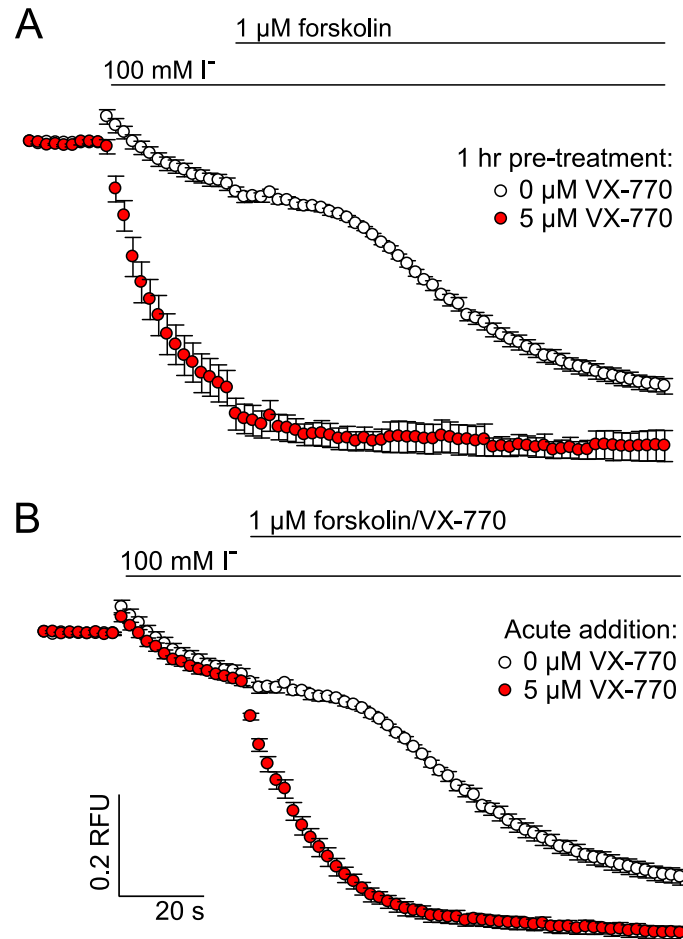 A
1 µM forskolin
100 mM I⁻
1 hr pre-treatment:
0 µM VX-770
5 µM VX-770
B
1 µM forskolin/VX-770
100 mM I⁻
Acute addition:
0 µM VX-770
5 µM VX-770
0.2 RFU
20 s